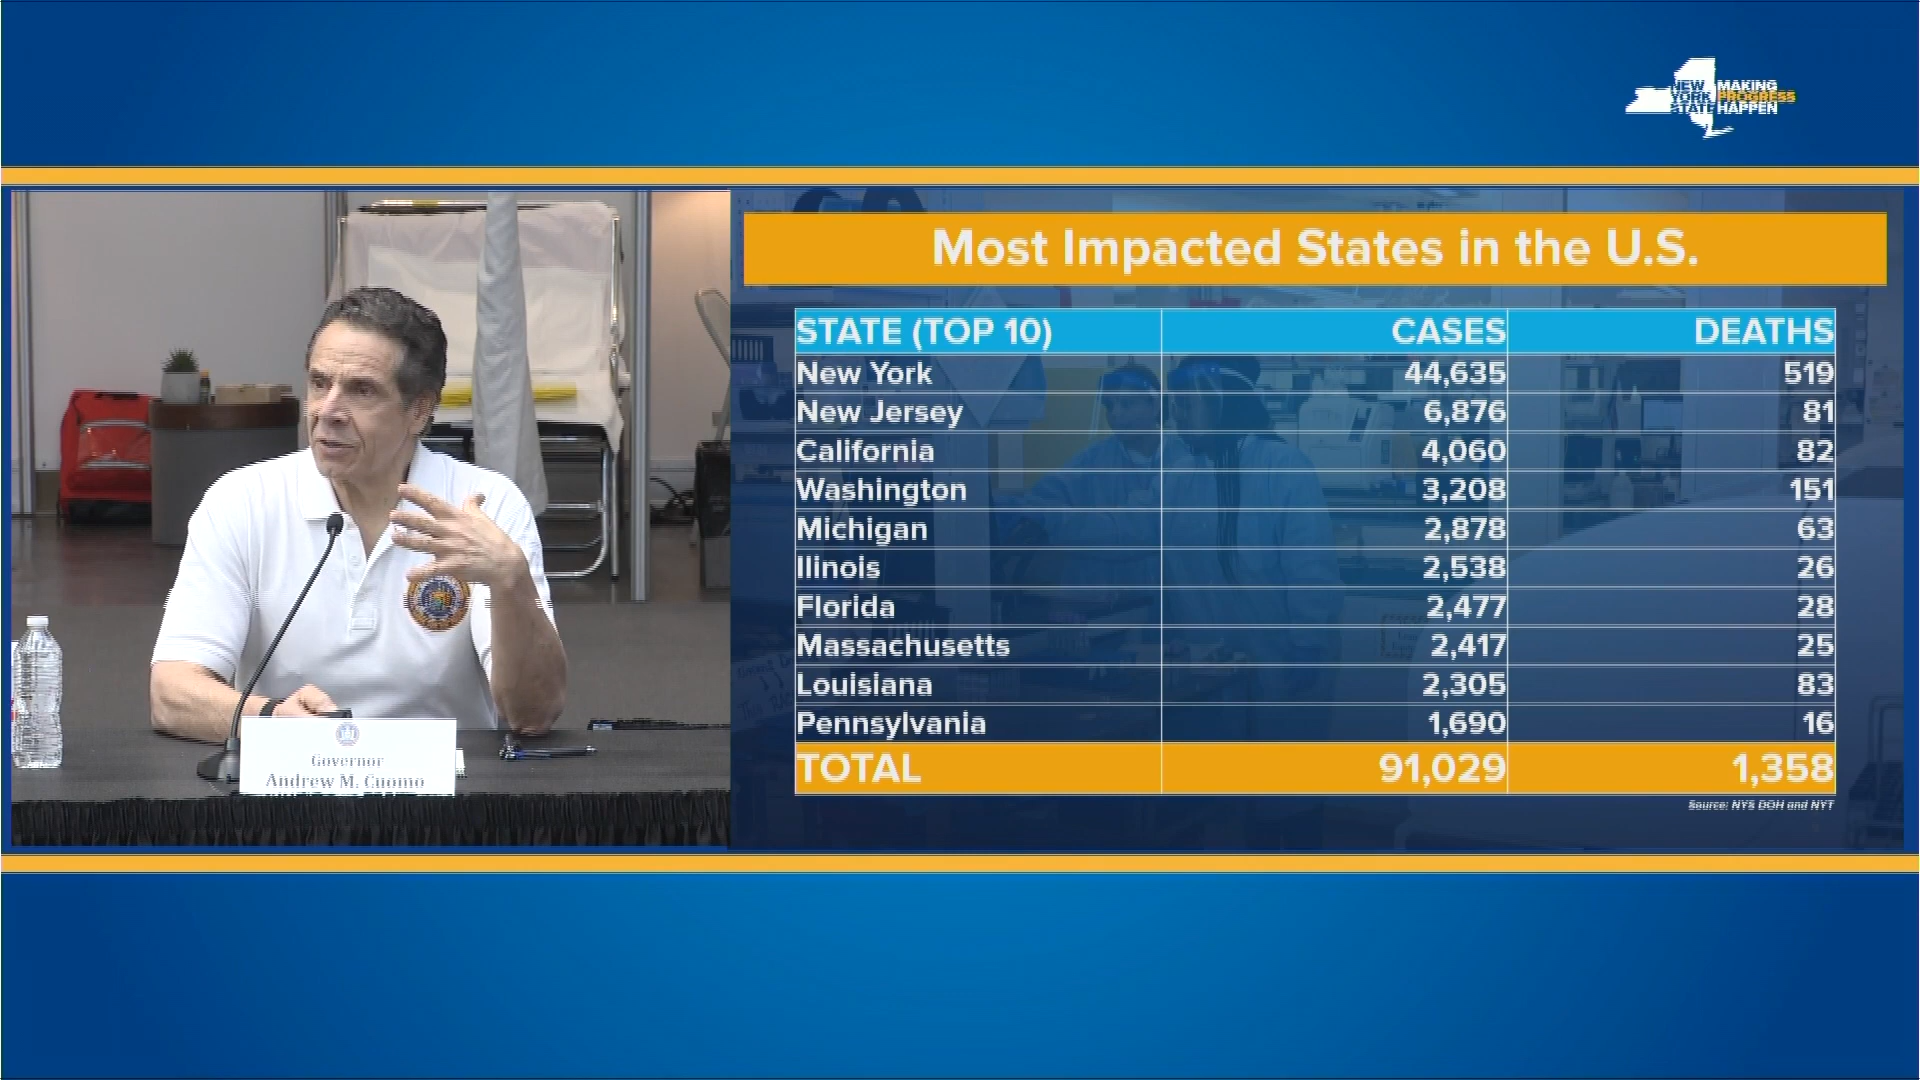 NEW YORK STATE
MAKING PROGRESS HAPPEN
Most Impacted States in the U.S.
STATE (TOP 10) CASES DEATHS
New York 44,635 519
New Jersey 6,876 81
California 4,060 82
Washington 3,208 151
Michigan 2,878 63
Illinois 2,538 26
Florida 2,477 28
Massachusetts 2,417 25
Louisiana 2,305 83
Pennsylvania 1,690 16
TOTAL 91,029 1,358
Source: NYS DOH and NYT
Governor
Andrew M. Cuomo